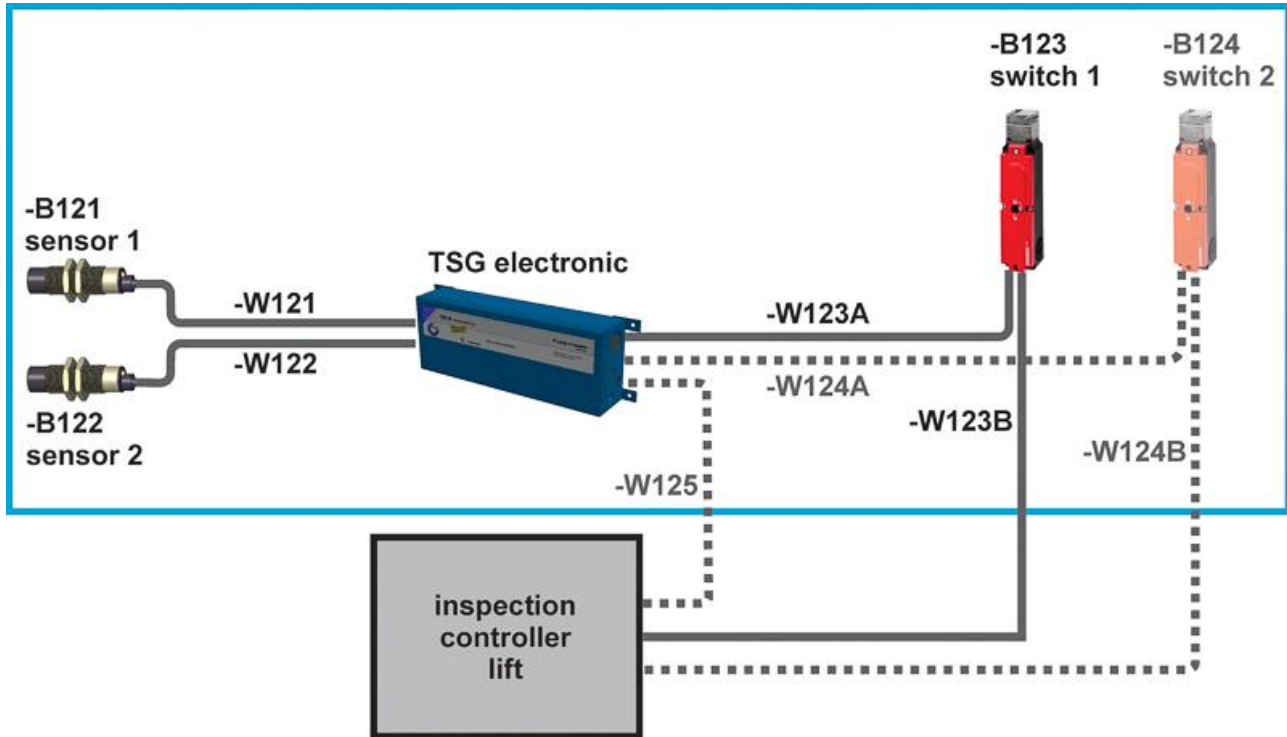 -B123
switch 1
-B124
switch 2
-B121
sensor 1
TSG electronic
-W121
-W123A
-W122
-W124A
-B122
sensor 2
-W123B
-W124B
-W125
inspection
controller
lift